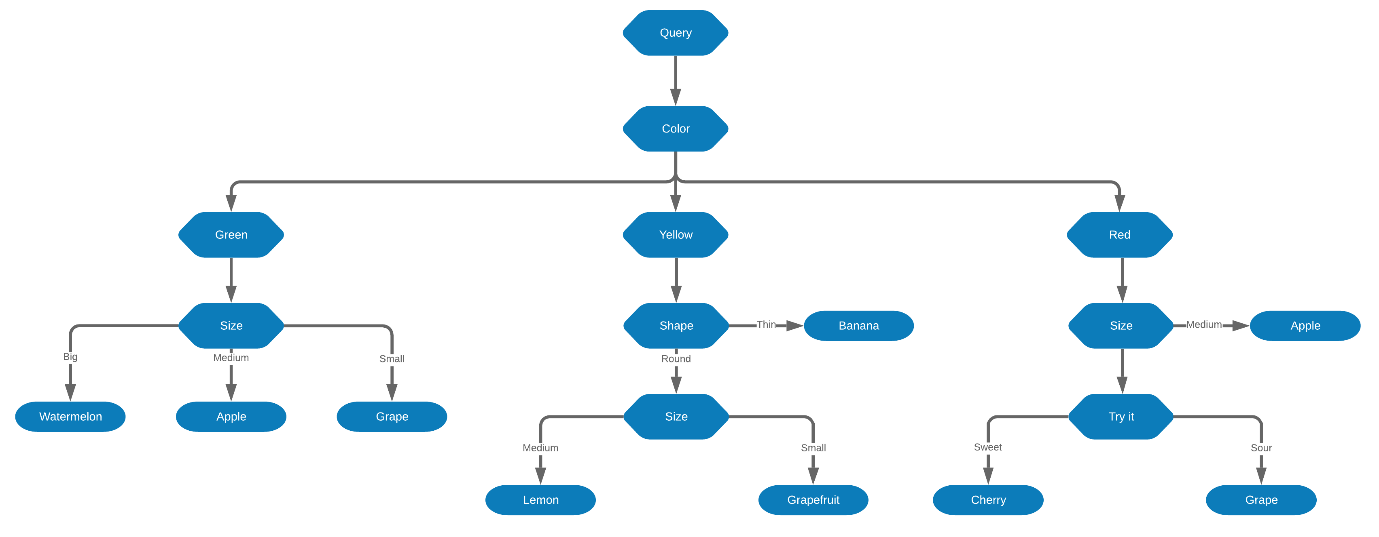 Query
Color
Green
Yellow
Red
Size
Shape
Thin
Banana
Size
Medium
Apple
Big
Medium
Small
Round
Watermelon
Apple
Grape
Size
Try it
Medium
Small
Sweet
Sour
Lemon
Grapefruit
Cherry
Grape